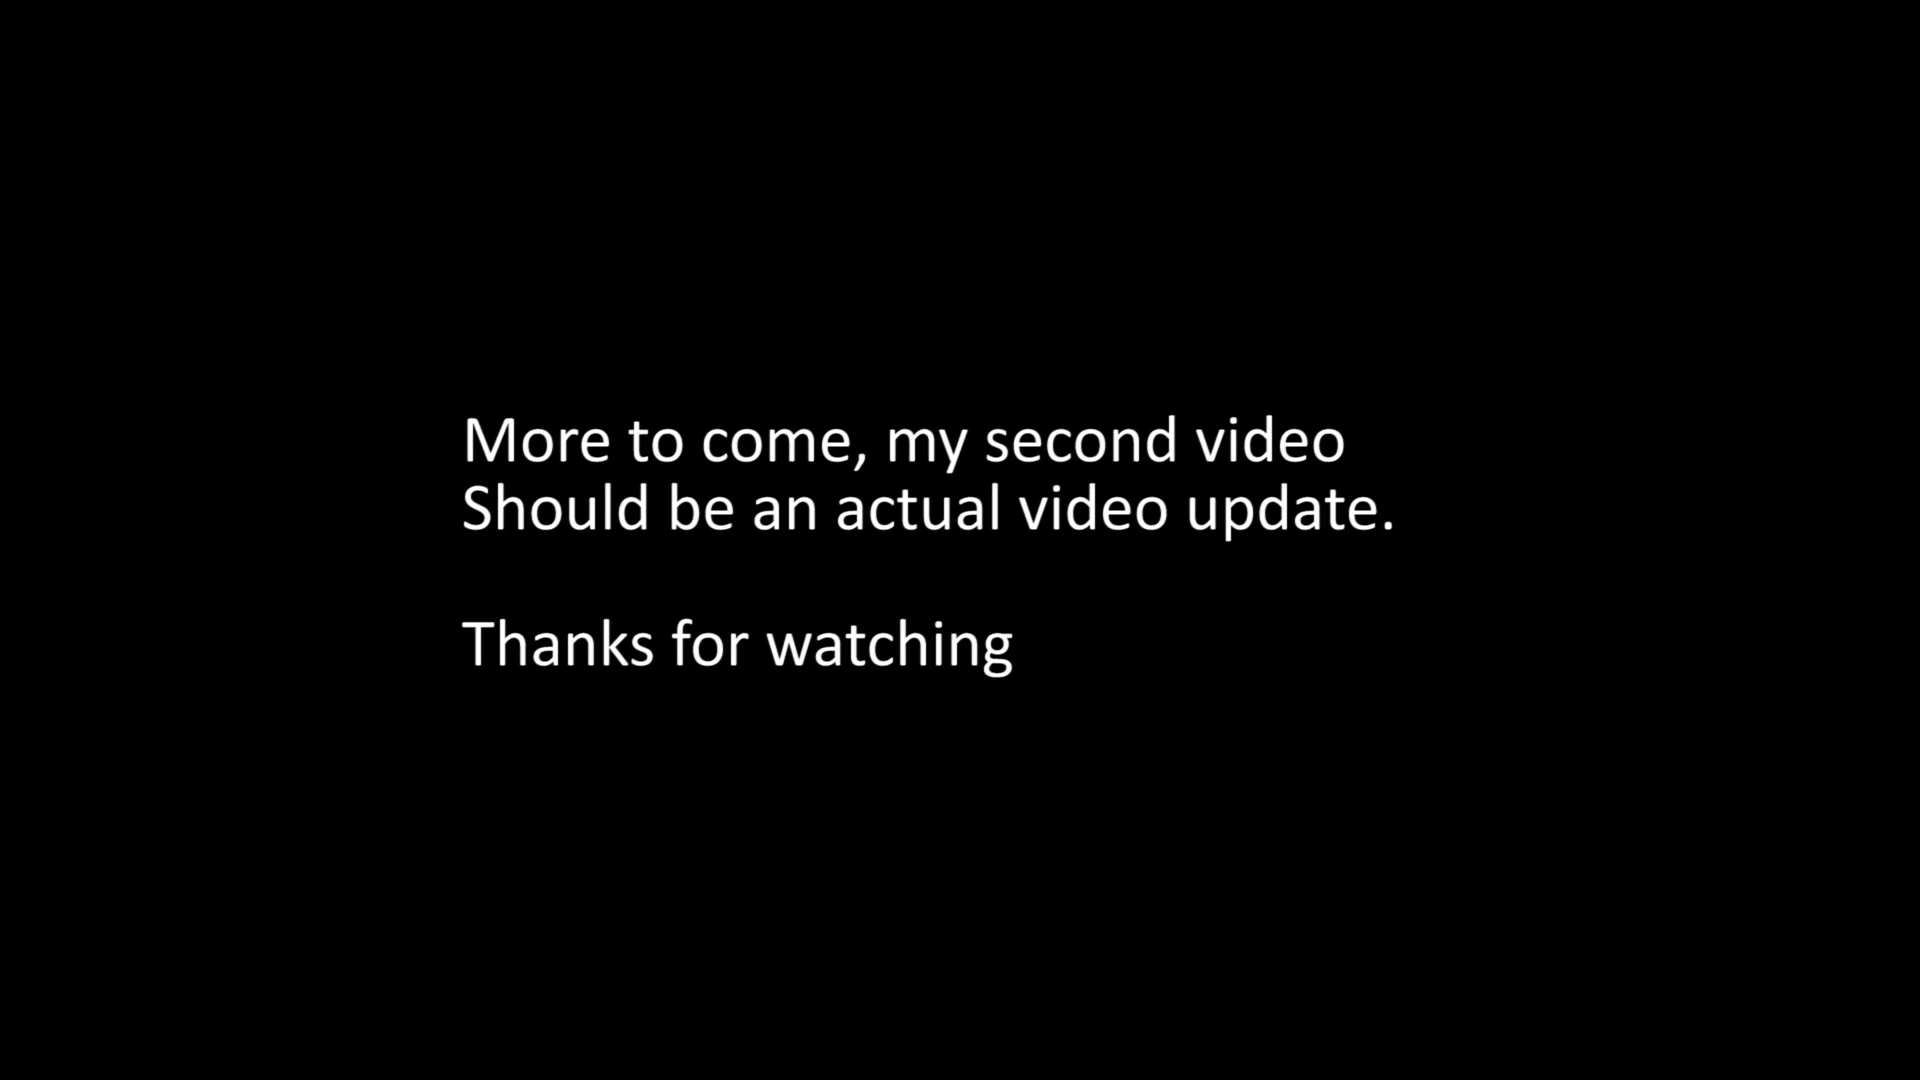 More to come, my second video
Should be an actual video update.
Thanks for watching